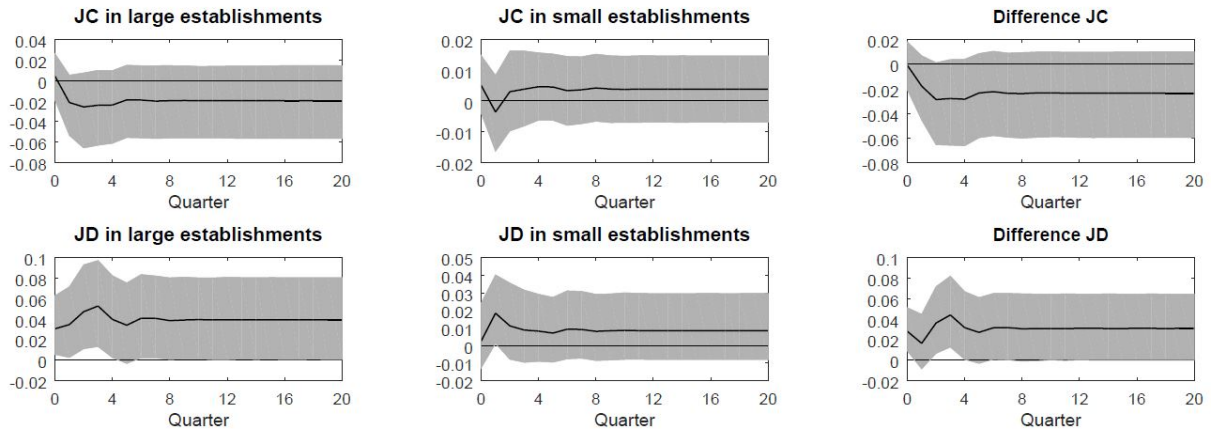 JC in large establishments
0.04
0.02
0
-0.02
-0.04
-0.06
-0.08
0 4 8 12 16 20
Quarter
JC in small establishments
0.02
0.01
0
-0.01
-0.02
0 4 8 12 16 20
Quarter
Difference JC
0.02
0
-0.02
-0.04
-0.06
-0.08
0 4 8 12 16 20
Quarter
JD in large establishments
0.1
0.08
0.06
0.04
0.02
0
-0.02
0 4 8 12 16 20
Quarter
JD in small establishments
0.05
0.04
0.03
0.02
0.01
0
-0.01
0.02
0 4 8 12 16 20
Quarter
Difference JD
0.1
0.08
0.06
0.04
0.02
0
-0.02
0 4 8 12 16 20
Quarter